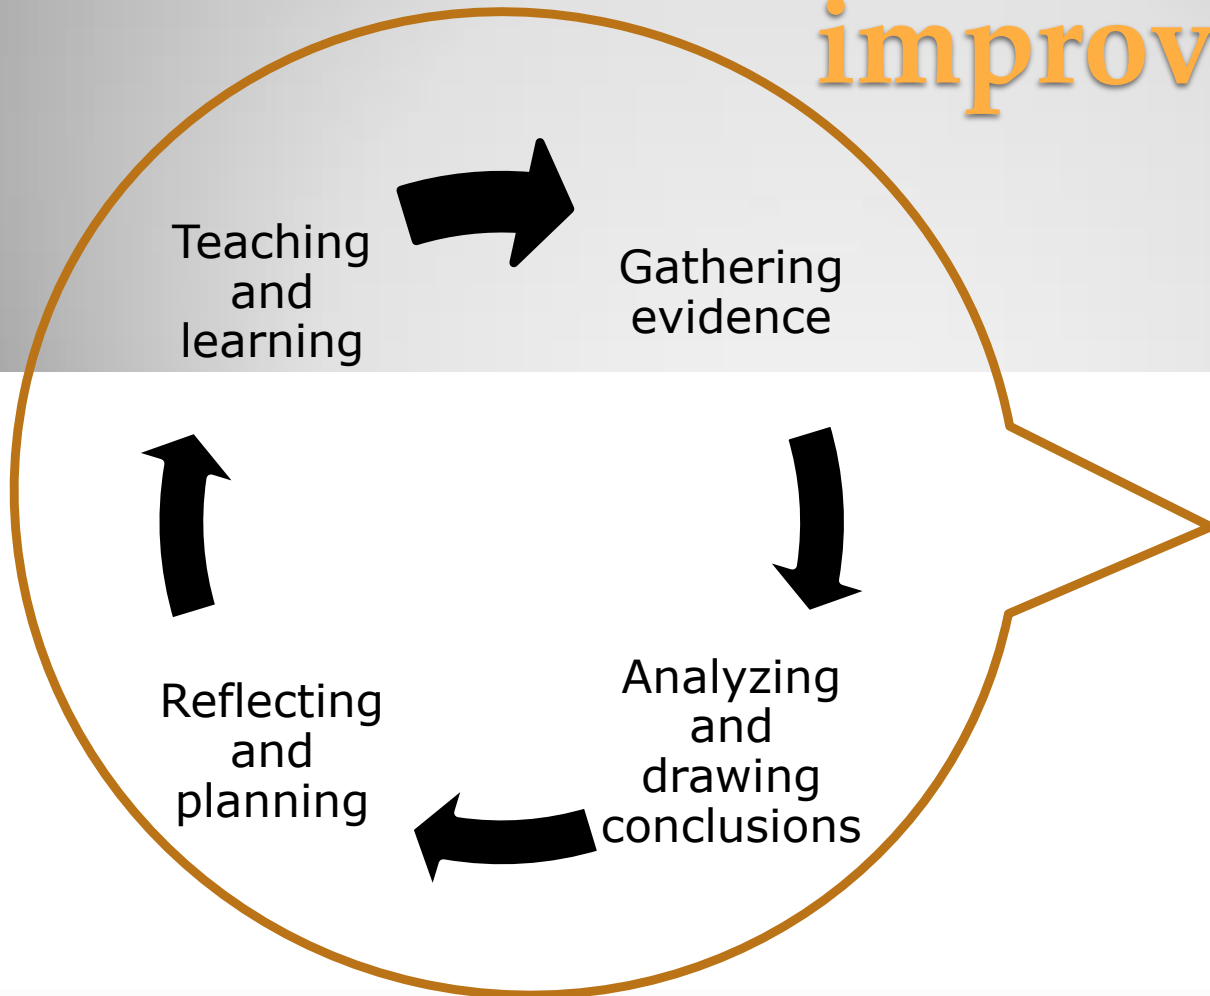 improv
Teaching
and
learning
Gathering
evidence
Analyzing
and
drawing
conclusions
Reflecting
and
planning